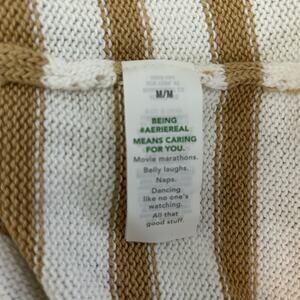 M/M
BEING
#AERIEREAL
MEANS CARING
FOR YOU.
Movie marathons.
Belly laughs.
Naps.
Dancing
like no one's
watching.
All that
good stuff.